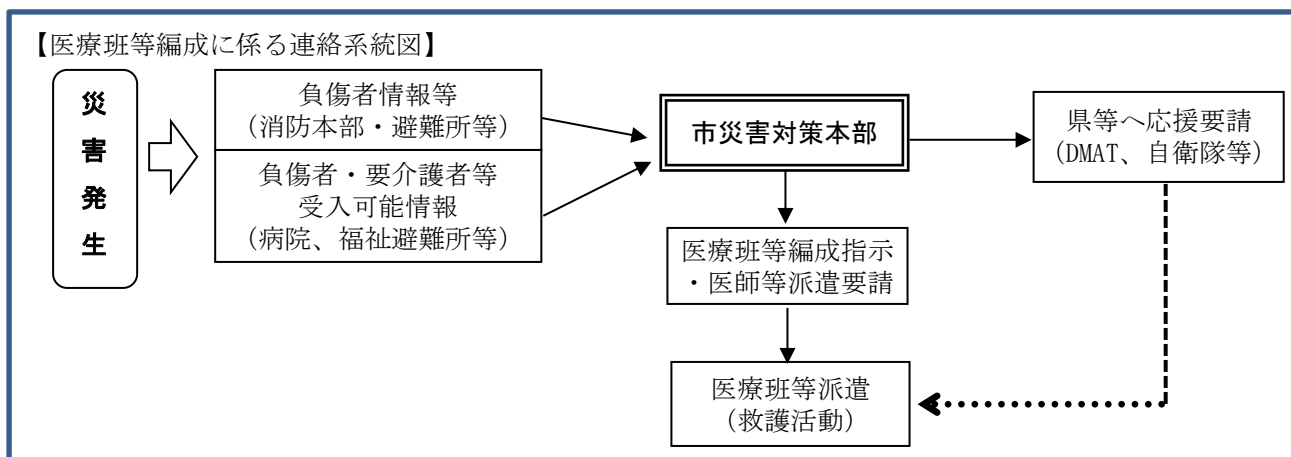 【医療班等編成に係る連絡系統図】
災
害
発
生
負傷者情報等
（消防本部・避難所等）
負傷者・要介護者等
受入可能情報
（病院、福祉避難所等）
市災害対策本部
県等へ応援要請
（DMAT、自衛隊等）
医療班等編成指示
・医師等派遣要請
医療班等派遣
（救護活動）